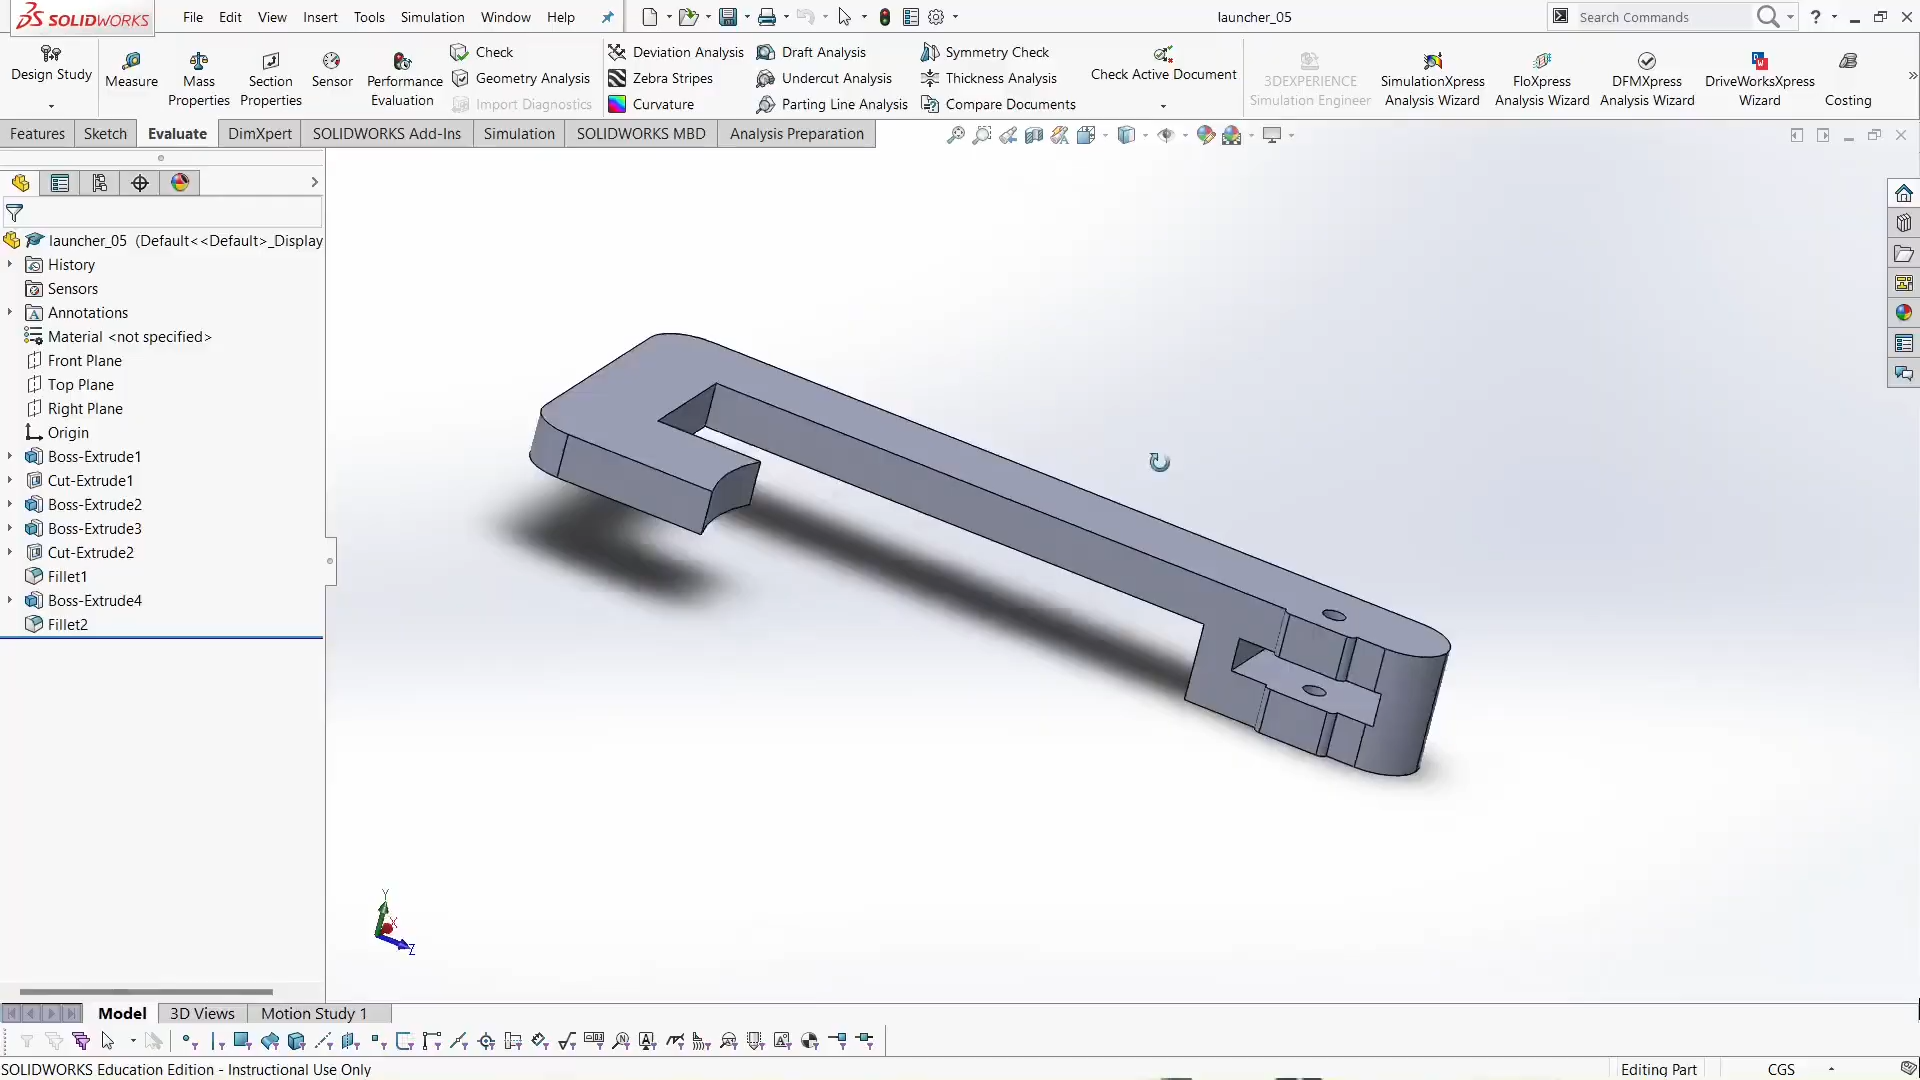 SOLIDWORKS File Edit View Insert Tools Simulation Window Help launcher_05 Search Commands ?
Design Study
Measure
Mass Properties
Section Properties
Sensor
Performance Evaluation
Check
Geometry Analysis
Import Diagnostics
Deviation Analysis
Zebra Stripes
Curvature
Draft Analysis
Undercut Analysis
Parting Line Analysis
Symmetry Check
Thickness Analysis
Compare Documents
Check Active Document
3DEXPERIENCE Simulation Engineer
SimulationXpress Analysis Wizard
FloXpress Analysis Wizard
DFMXpress Analysis Wizard
DriveWorksXpress Wizard
Costing
Features Sketch Evaluate DimXpert SOLIDWORKS Add-Ins Simulation SOLIDWORKS MBD Analysis Preparation
launcher_05 (Default<<Default>_Display
History
Sensors
Annotations
Material <not specified>
Front Plane
Top Plane
Right Plane
Origin
Boss-Extrude1
Cut-Extrude1
Boss-Extrude2
Boss-Extrude3
Cut-Extrude2
Fillet1
Boss-Extrude4
Fillet2
Y
X
Z
Model 3D Views Motion Study 1
SOLIDWORKS Education Edition - Instructional Use Only Editing Part CGS